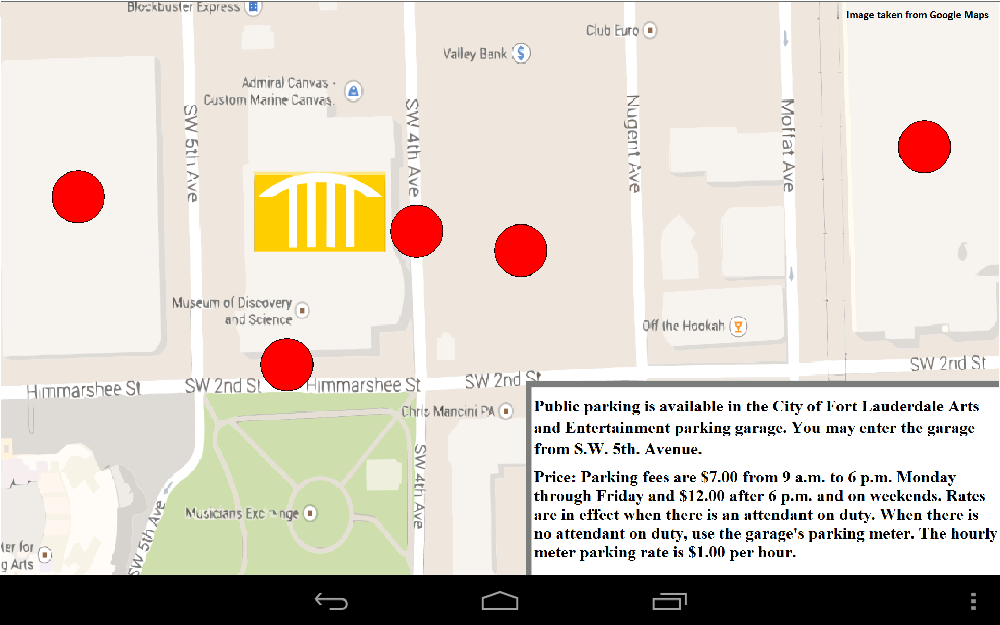 Blockbuster Express
Image taken from Google Maps
Club Euro
Valley Bank
Admiral Canvas -
Custom Marine Canvas.
SW 5th Ave
SW 4th Ave
Nugent Ave
Moffat Ave
Museum of Discovery
and Science
Off the Hookah
SW 2nd St
Himmarshee St
SW 2nd St
Himmarshee St
SW 2nd St
Chris Mancini PA
SW 4th Ave
Musicians Exc nge
SW 5th Ave
ter for
g Arts
Public parking is available in the City of Fort Lauderdale Arts
and Entertainment parking garage. You may enter the garage
from S.W. 5th. Avenue.
Price: Parking fees are $7.00 from 9 a.m. to 6 p.m. Monday
through Friday and $12.00 after 6 p.m. and on weekends. Rates
are in effect when there is an attendant on duty. When there is
no attendant on duty, use the garage's parking meter. The hourly
meter parking rate is $1.00 per hour.